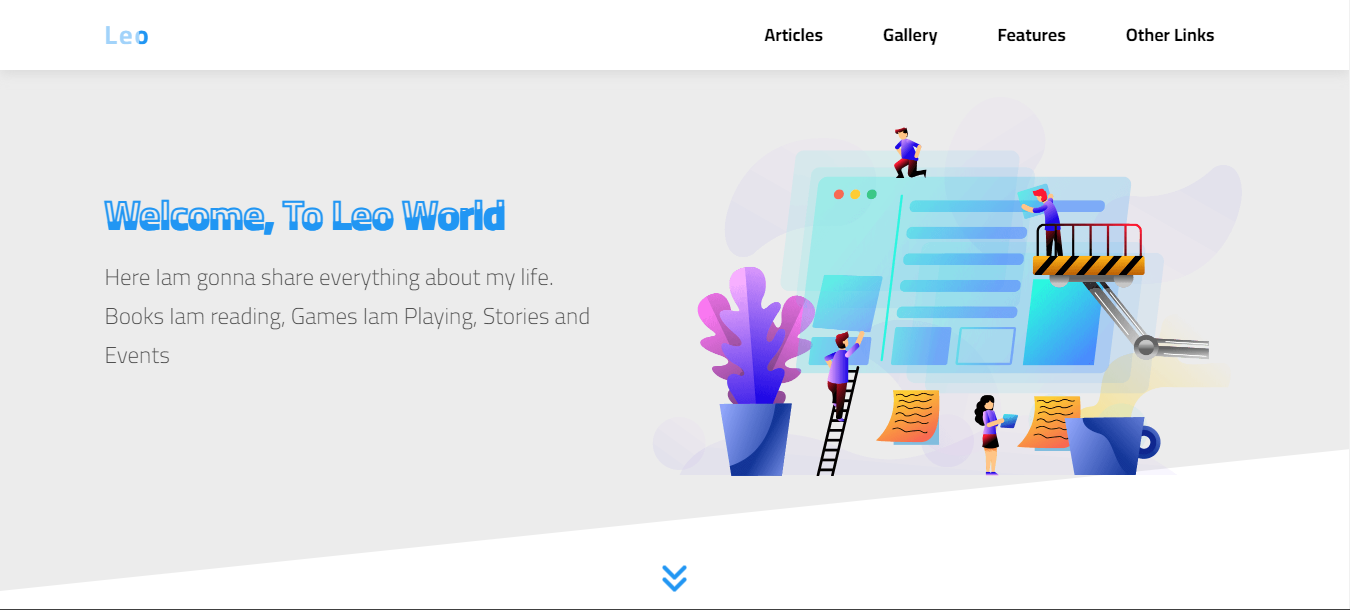 Leo
Articles Gallery Features Other Links
Welcome, To Leo World
Here Iam gonna share everything about my life.
Books Iam reading, Games Iam Playing, Stories and
Events